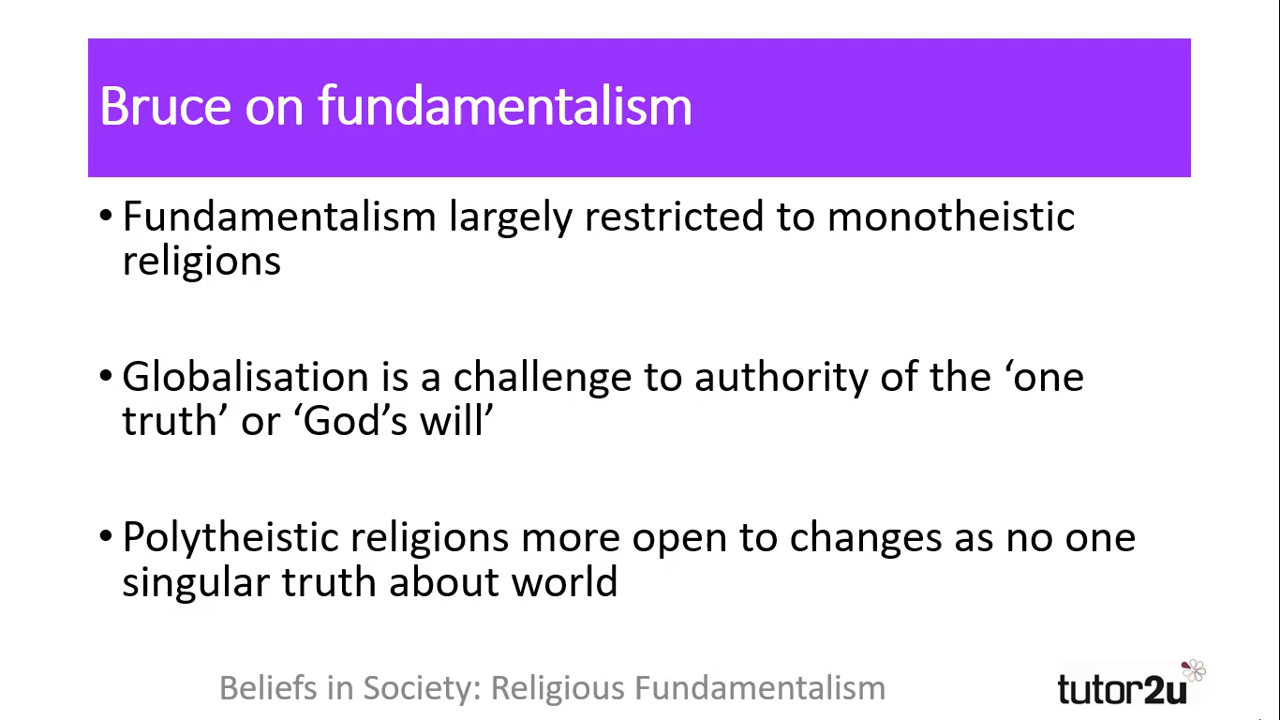 Bruce on fundamentalism
• Fundamentalism largely restricted to monotheistic
religions
• Globalisation is a challenge to authority of the ‘one
truth’ or ‘God’s will’
• Polytheistic religions more open to changes as no one
singular truth about world
Beliefs in Society: Religious Fundamentalism
tutor2u